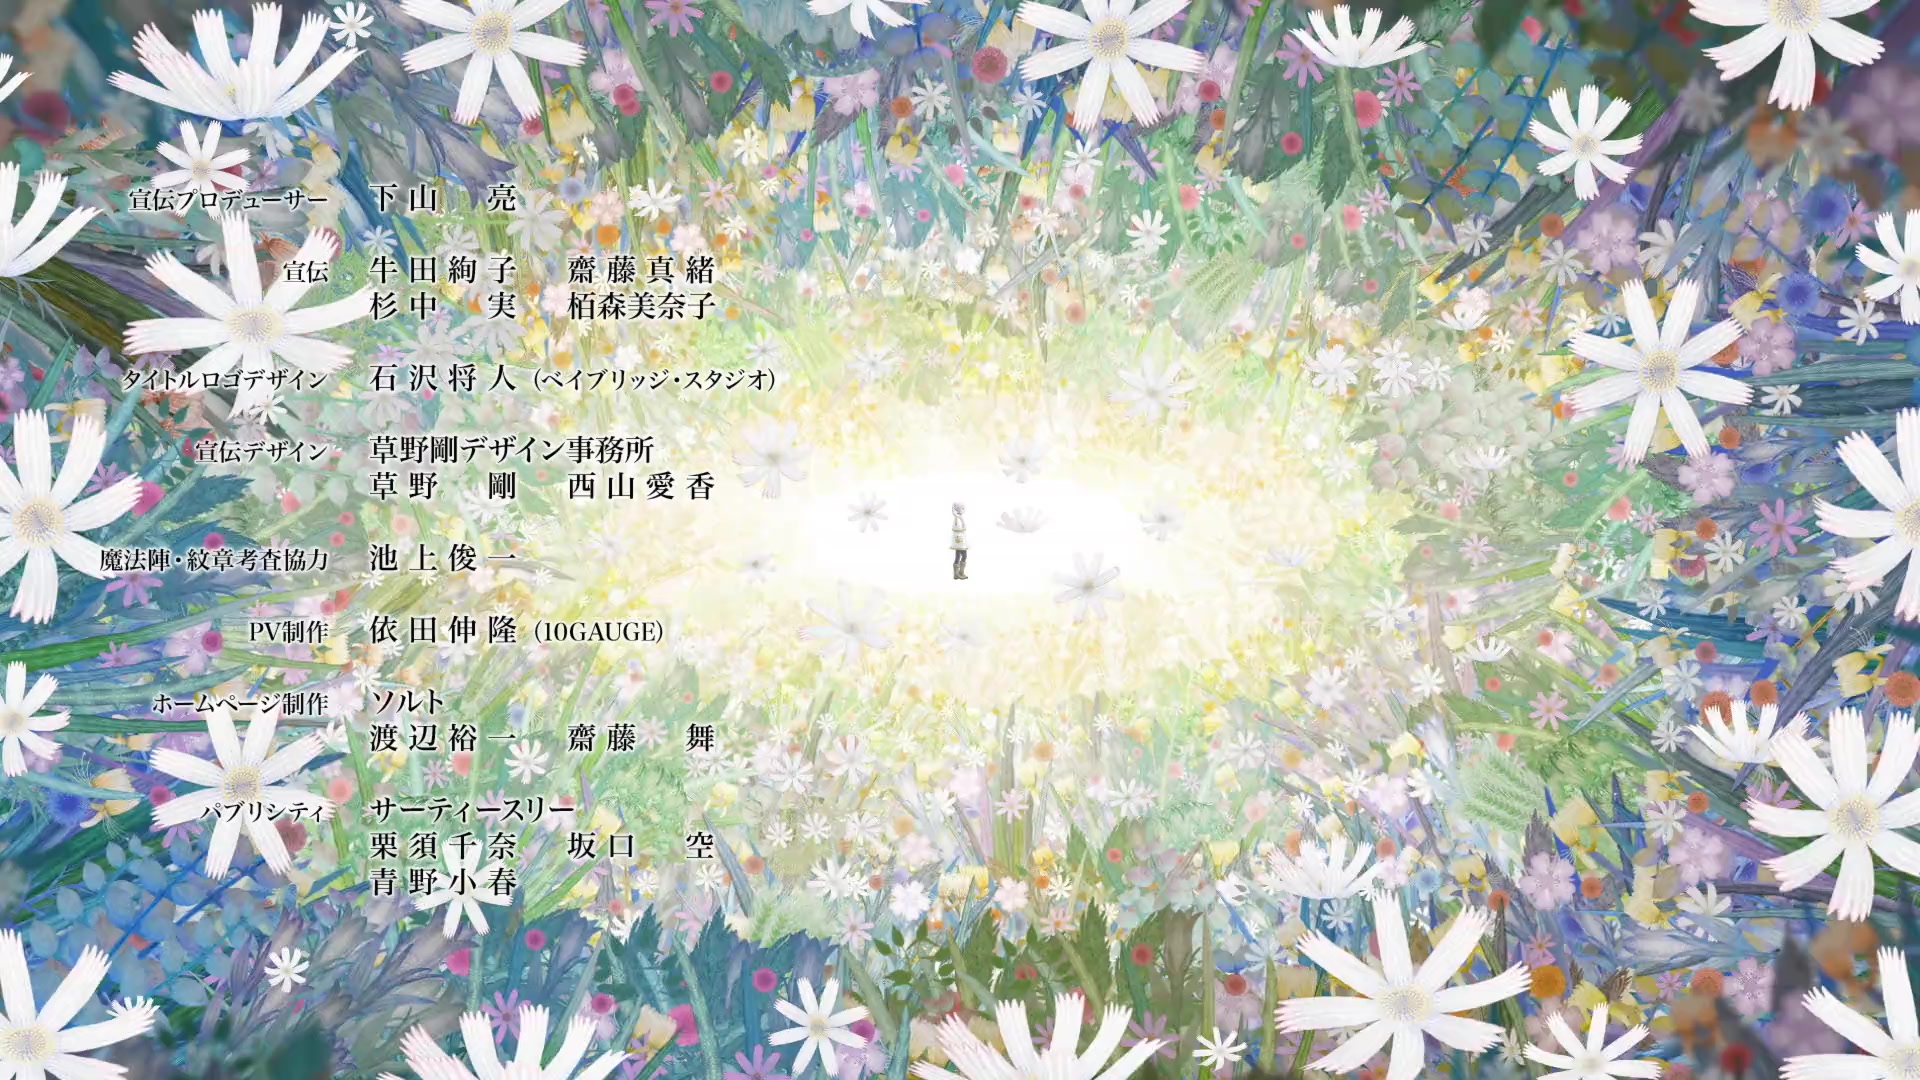 宣伝プロデューサー 下山 亮
宣伝 牛田絢子 齋藤真緒
杉中 実 栢森美奈子
タイトルロゴデザイン 石沢将人(ベイブリッジ・スタジオ)
宣伝デザイン 草野剛デザイン事務所
草野 剛 西山愛香
魔法陣・紋章考査協力 池上俊一
PV制作 依田伸隆(10GAUGE)
ホームページ制作 ソルト
渡辺裕一 齋藤 舞
パブリシティ サーティースリー
栗須千奈 坂口 空
青野小春